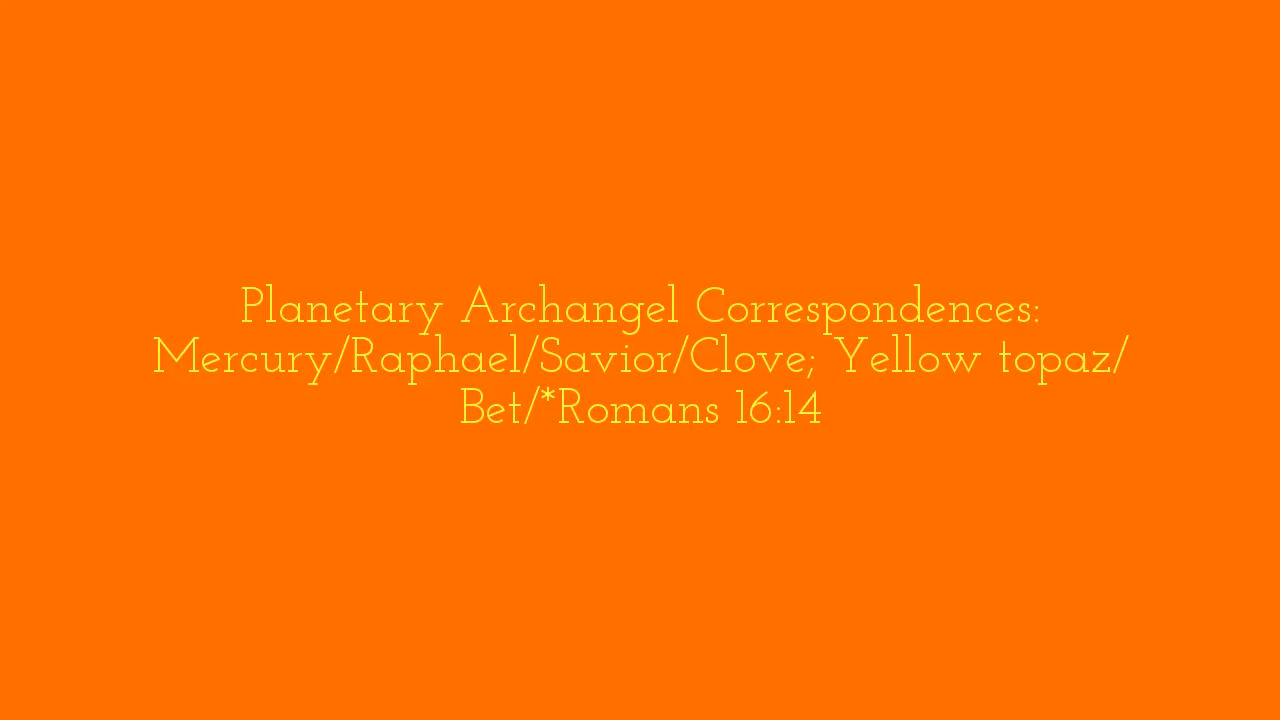 Planetary Archangel Correspondences:
Mercury/Raphael/Savior/Clove; Yellow topaz/
Bet/*Romans 16:14